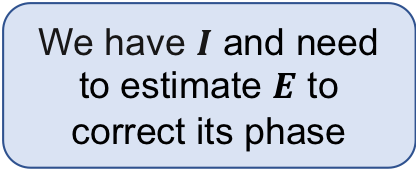 We have I and need
to estimate E to
correct its phase